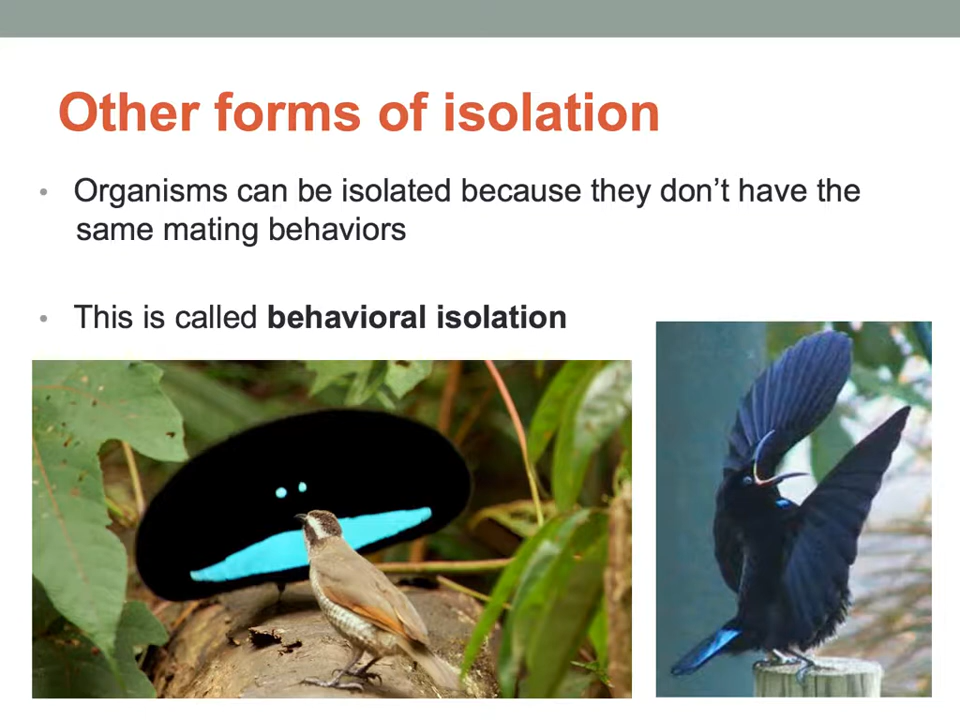 Other forms of isolation
• Organisms can be isolated because they don’t have the
same mating behaviors
• This is called behavioral isolation